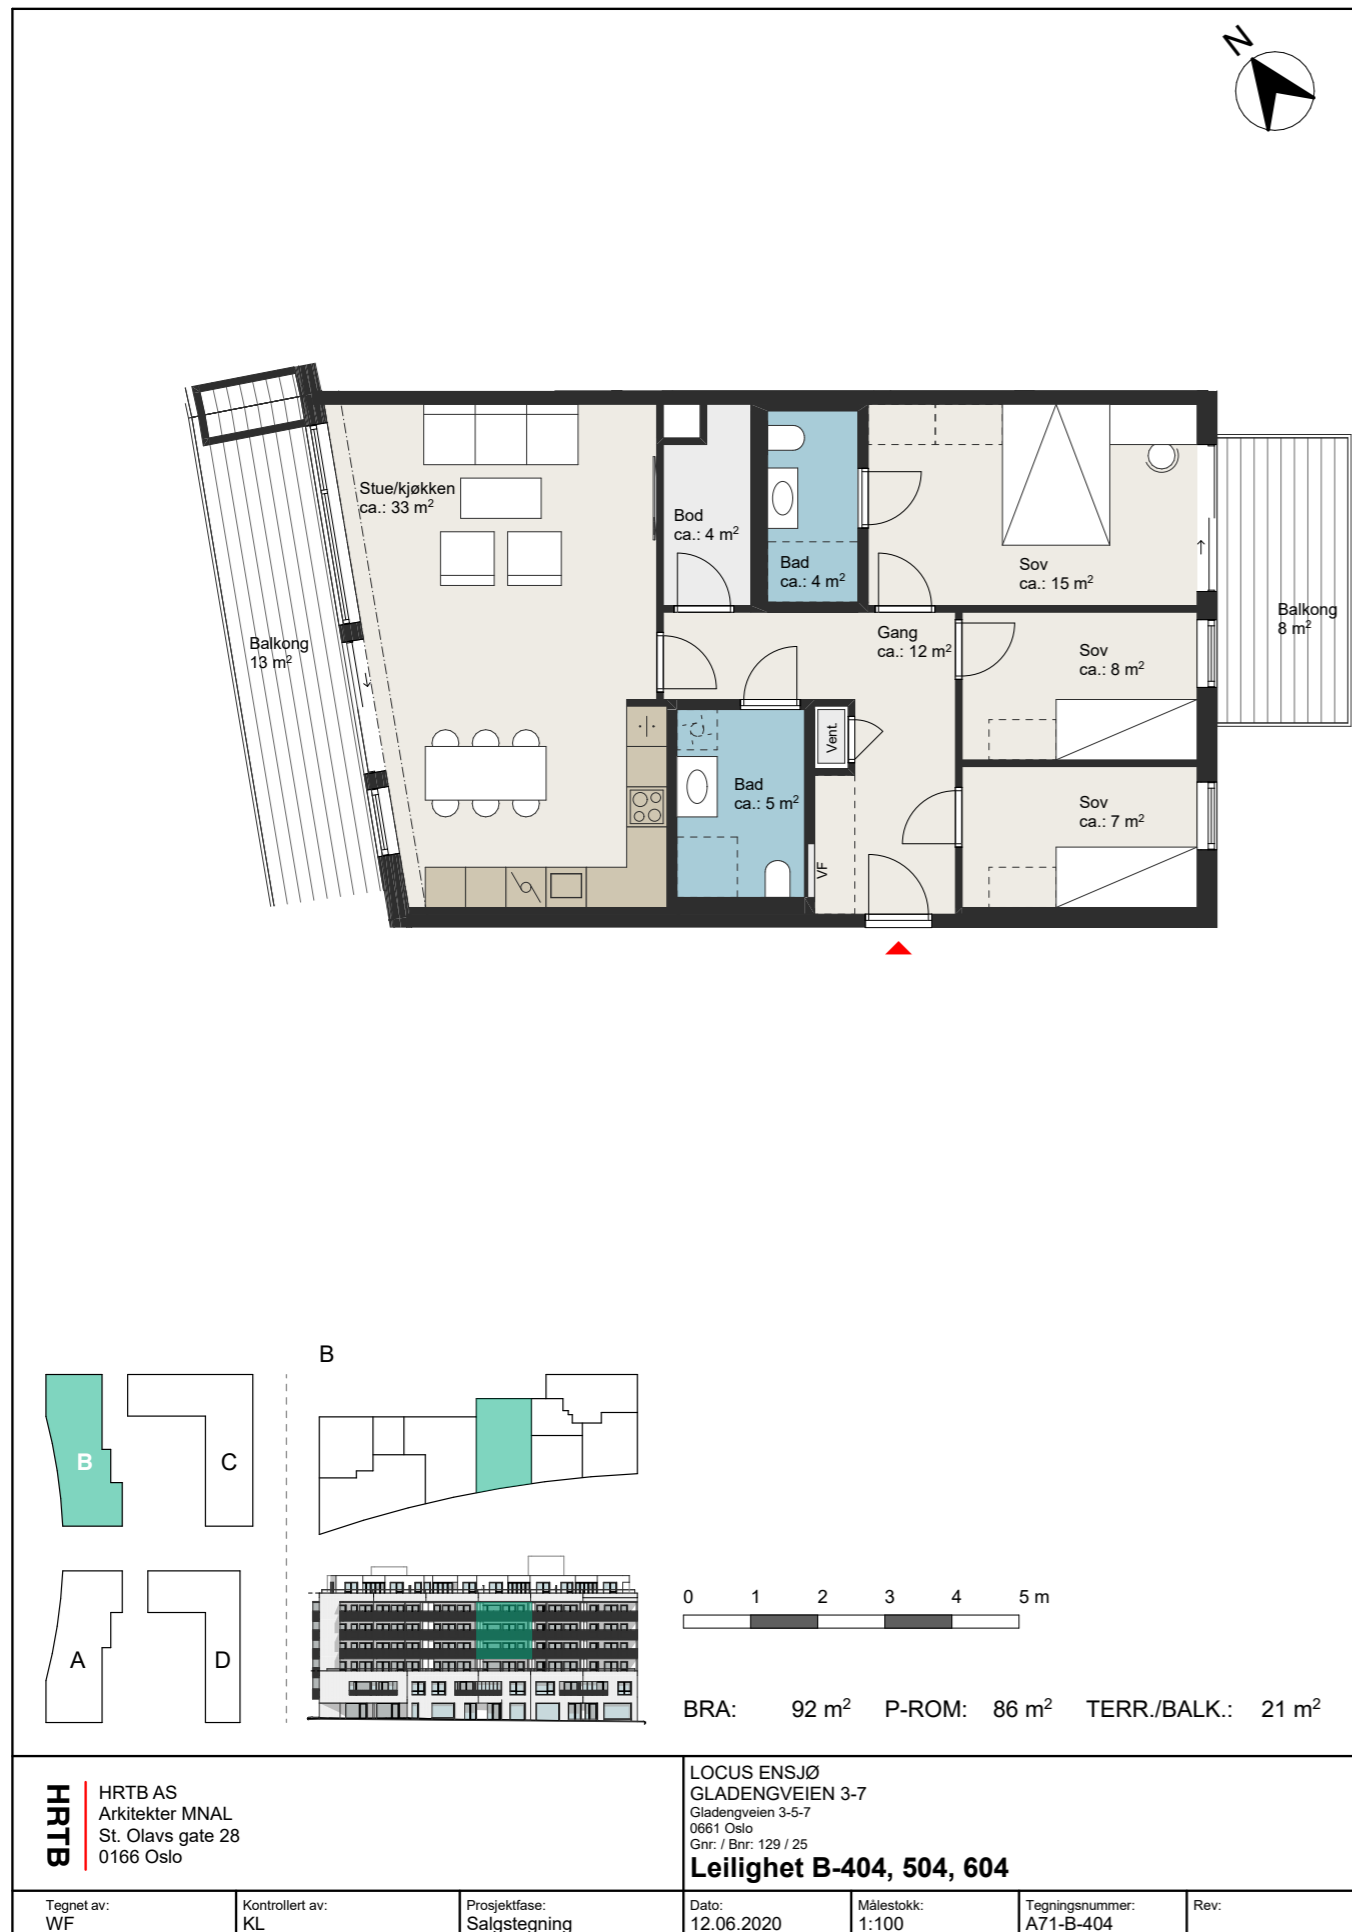 N
Stue/kjøkken
ca.: 33 m²
Bod
ca.: 4 m²
Bad
ca.: 4 m²
Sov
ca.: 15 m²
Balkong
13 m²
Gang
ca.: 12 m²
Sov
ca.: 8 m²
Balkong
8 m²
Vent.
Bad
ca.: 5 m²
Sov
ca.: 7 m²
VF
B
B
C
A
D
0 1 2 3 4 5 m
BRA: 92 m² P-ROM: 86 m² TERR./BALK.: 21 m²
HRTB
HRTB AS
Arkitekter MNAL
St. Olavs gate 28
0166 Oslo
LOCUS ENSJØ
GLADENGVEIEN 3-7
Gladengveien 3-5-7
0661 Oslo
Gnr: / Bnr: 129 / 25
Leilighet B-404, 504, 604
Tegnet av:
WF
Kontrollert av:
KL
Prosjektfase:
Salgstegning
Dato:
12.06.2020
Målestokk:
1:100
Tegningsnummer:
A71-B-404
Rev: